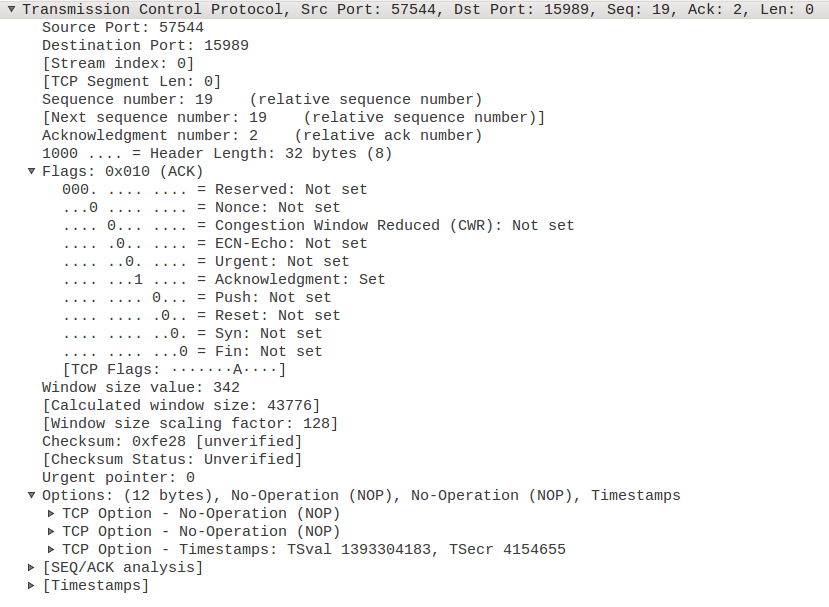 Transmission Control Protocol, Src Port: 57544, Dst Port: 15989, Seq: 19, Ack: 2, Len: 0
Source Port: 57544
Destination Port: 15989
[Stream index: 0]
[TCP Segment Len: 0]
Sequence number: 19    (relative sequence number)
[Next sequence number: 19    (relative sequence number)]
Acknowledgment number: 2    (relative ack number)
1000 .... = Header Length: 32 bytes (8)
Flags: 0x010 (ACK)
000. .... .... = Reserved: Not set
...0 .... .... = Nonce: Not set
.... 0... .... = Congestion Window Reduced (CWR): Not set
.... .0.. .... = ECN-Echo: Not set
.... ..0. .... = Urgent: Not set
.... ...1 .... = Acknowledgment: Set
.... .... 0... = Push: Not set
.... .... .0.. = Reset: Not set
.... .... ..0. = Syn: Not set
.... .... ...0 = Fin: Not set
[TCP Flags: ·······A····]
Window size value: 342
[Calculated window size: 43776]
[Window size scaling factor: 128]
Checksum: 0xfe28 [unverified]
[Checksum Status: Unverified]
Urgent pointer: 0
Options: (12 bytes), No-Operation (NOP), No-Operation (NOP), Timestamps
TCP Option - No-Operation (NOP)
TCP Option - No-Operation (NOP)
TCP Option - Timestamps: TSval 1393304183, TSecr 4154655
[SEQ/ACK analysis]
[Timestamps]